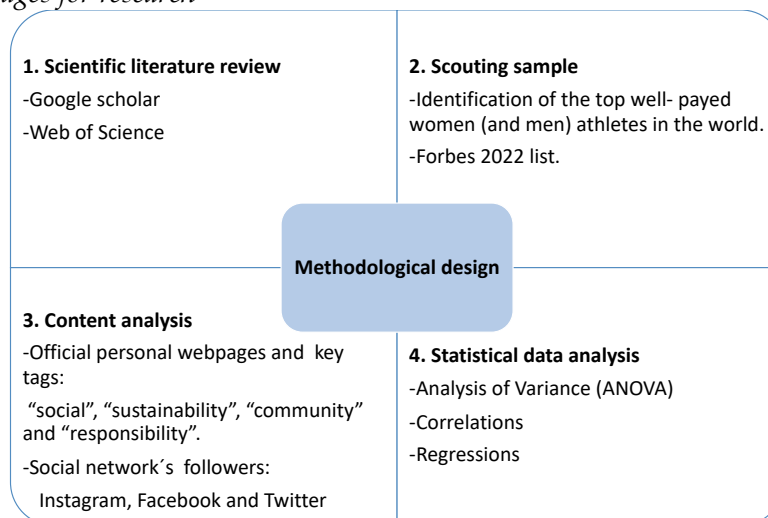 for research
1. Scientific literature review
-Google scholar
-Web of Science
2. Scouting sample
-Identification of the top well- payed
women (and men) athletes in the world.
-Forbes 2022 list.
Methodological design
3. Content analysis
-Official personal webpages and key
tags:
“social”, “sustainability”, “community”
and “responsibility”.
-Social network´s followers:
Instagram, Facebook and Twitter
4. Statistical data analysis
-Analysis of Variance (ANOVA)
-Correlations
-Regressions